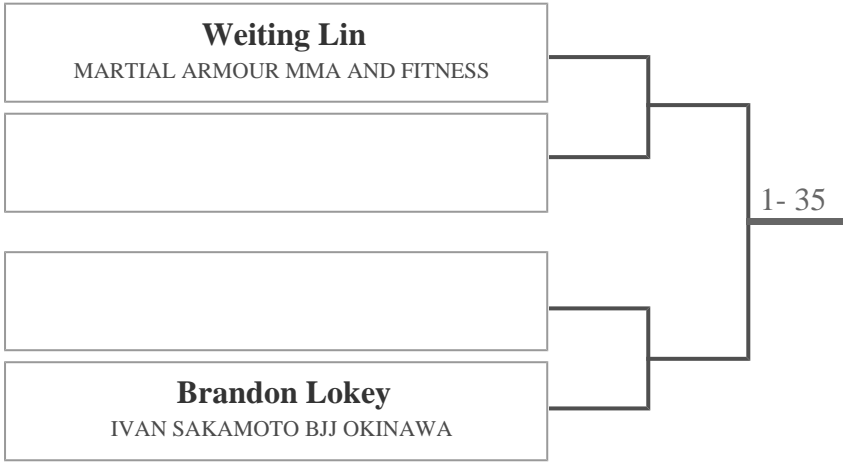 Weiting Lin
MARTIAL ARMOUR MMA AND FITNESS
1- 35
Brandon Lokey
IVAN SAKAMOTO BJJ OKINAWA